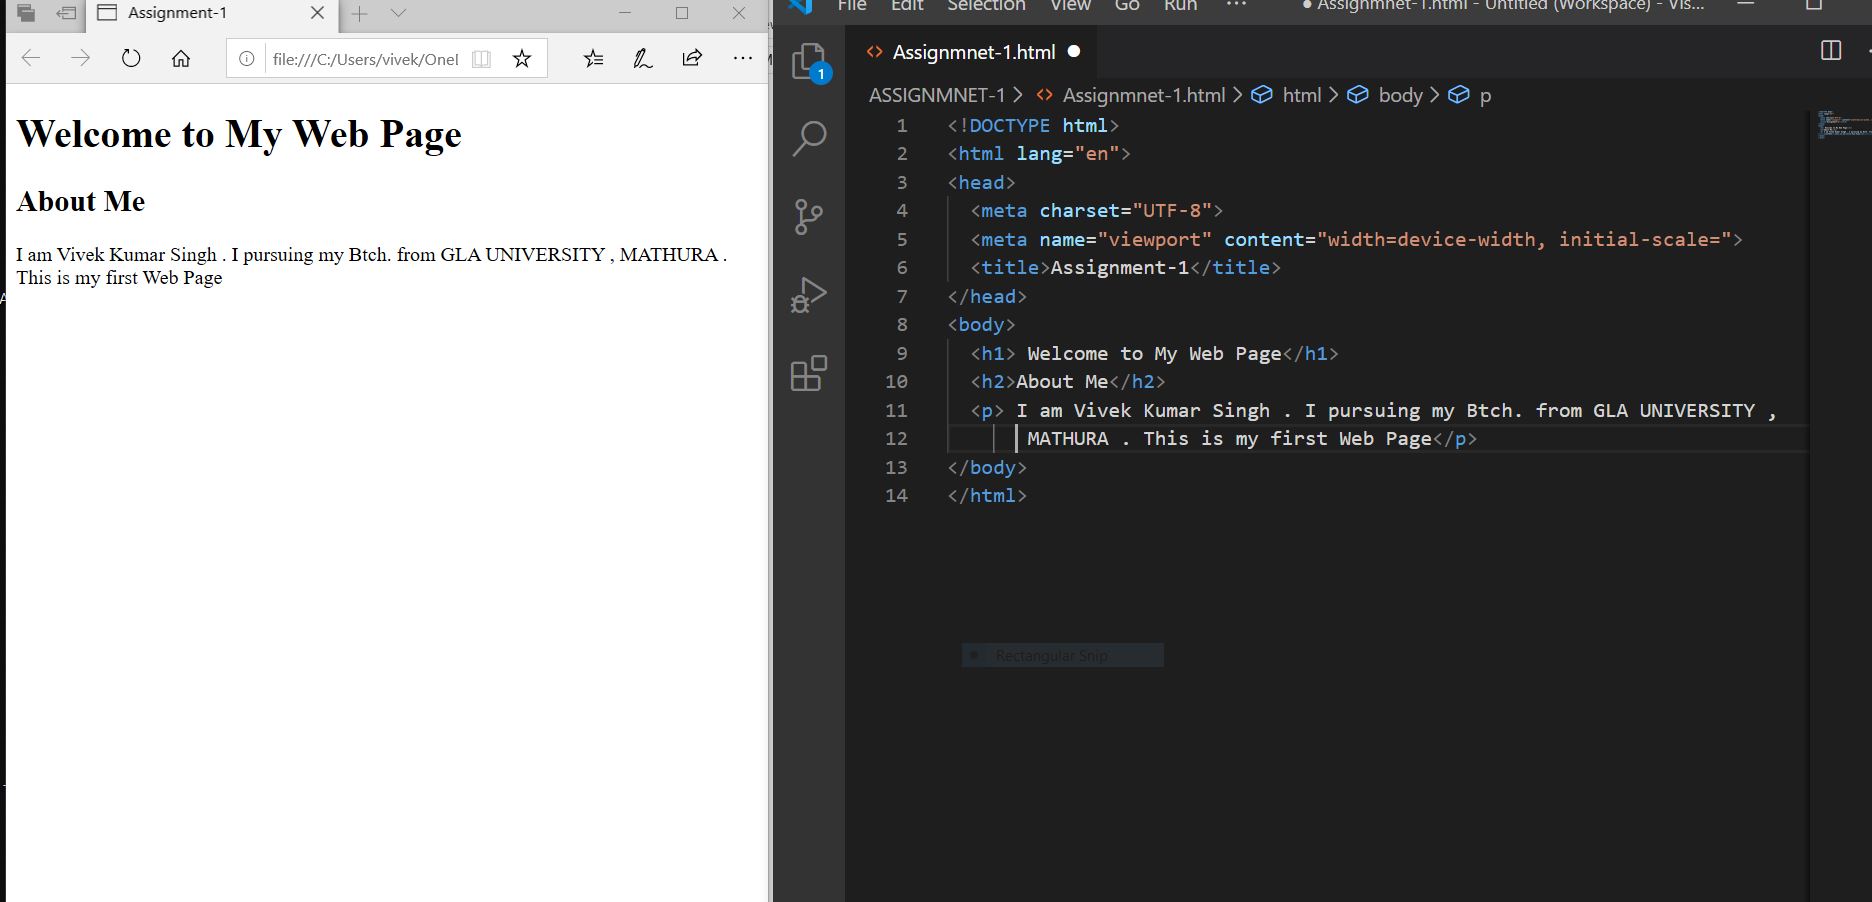 Assignment-1
file:///C:/Users/vivek/Onel
Welcome to My Web Page
About Me
I am Vivek Kumar Singh . I pursuing my Btch. from GLA UNIVERSITY , MATHURA .
This is my first Web Page
File Edit Selection View Go Run ··· ● Assignmnet-1.html - Untitled (Workspace) - Vis...
<> Assignmnet-1.html ●
1
ASSIGNMNET-1 > <> Assignmnet-1.html > html > body > p
1 <!DOCTYPE html>
2 <html lang="en">
3 <head>
4 <meta charset="UTF-8">
5 <meta name="viewport" content="width=device-width, initial-scale=">
6 <title>Assignment-1</title>
7 </head>
8 <body>
9 <h1> Welcome to My Web Page</h1>
10 <h2>About Me</h2>
11 <p> I am Vivek Kumar Singh . I pursuing my Btch. from GLA UNIVERSITY ,
12 MATHURA . This is my first Web Page</p>
13 </body>
14 </html>
Rectangular Snip